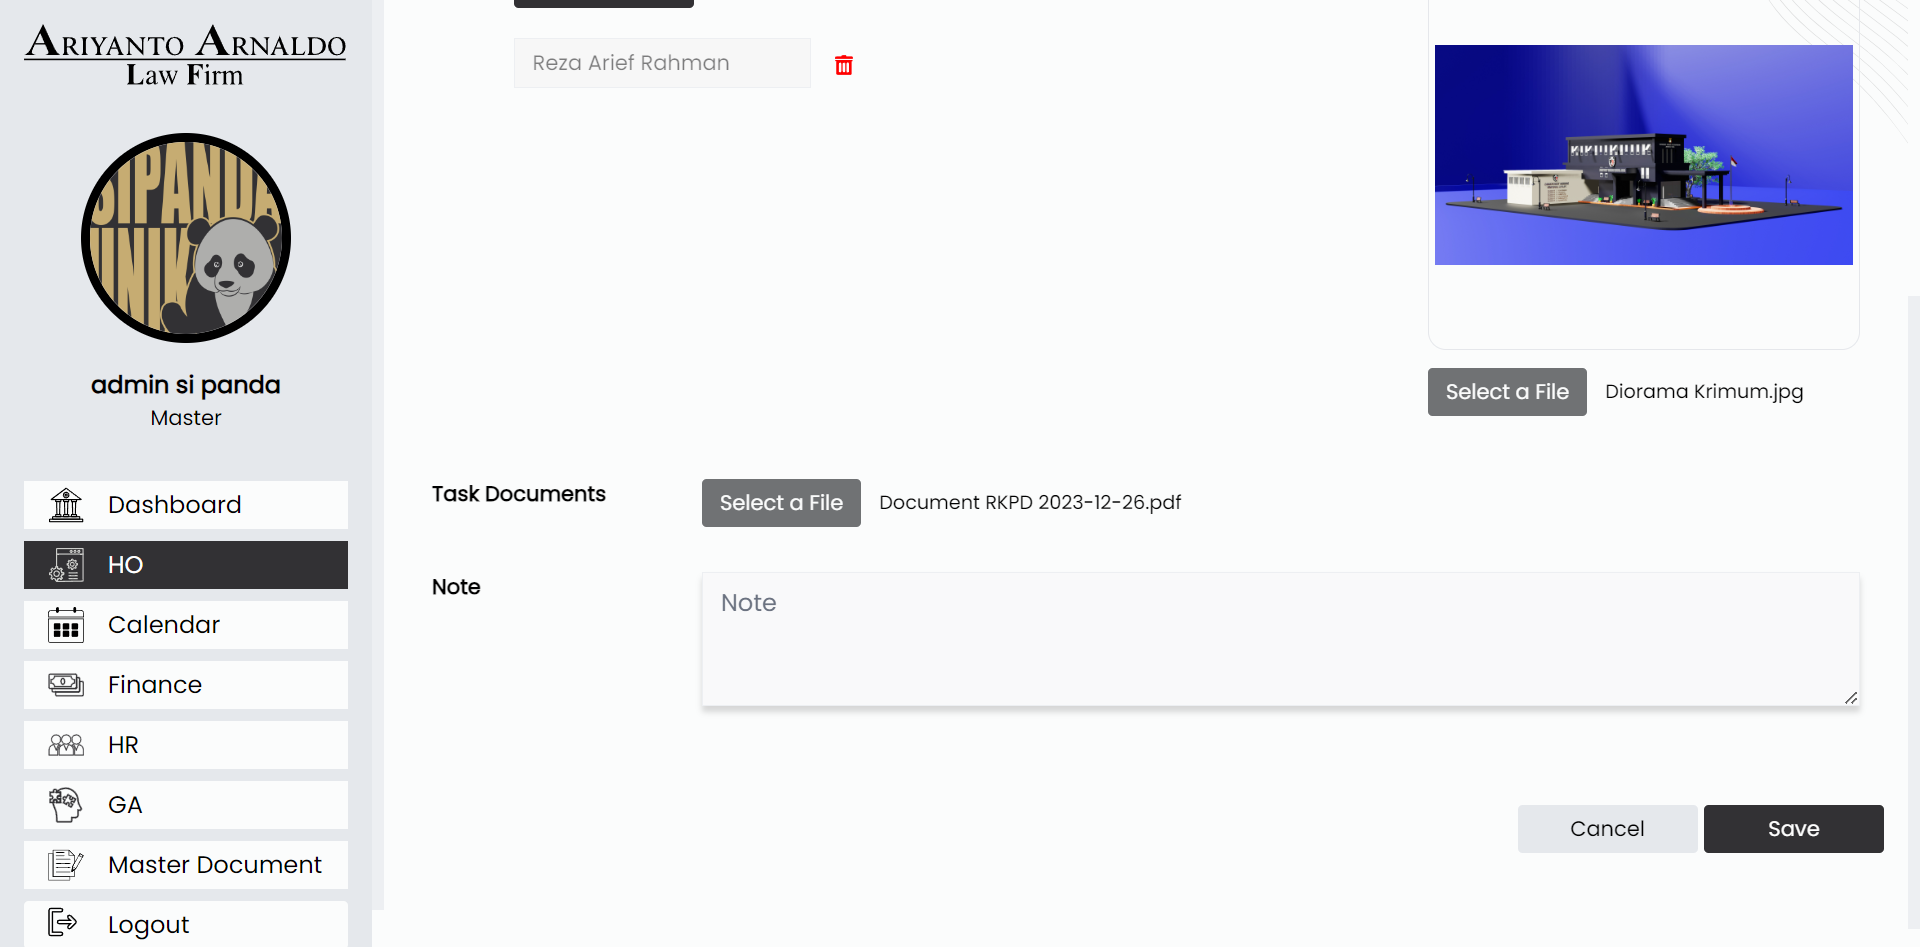 ARIYANTO ARNALDO
Law Firm
SIPANDA
UNIK
admin si panda
Master
Dashboard
HO
Calendar
Finance
HR
GA
Master Document
Logout
Reza Arief Rahman
Select a File
Diorama Krimum.jpg
Task Documents
Select a File
Document RKPD 2023-12-26.pdf
Note
Note
Cancel
Save